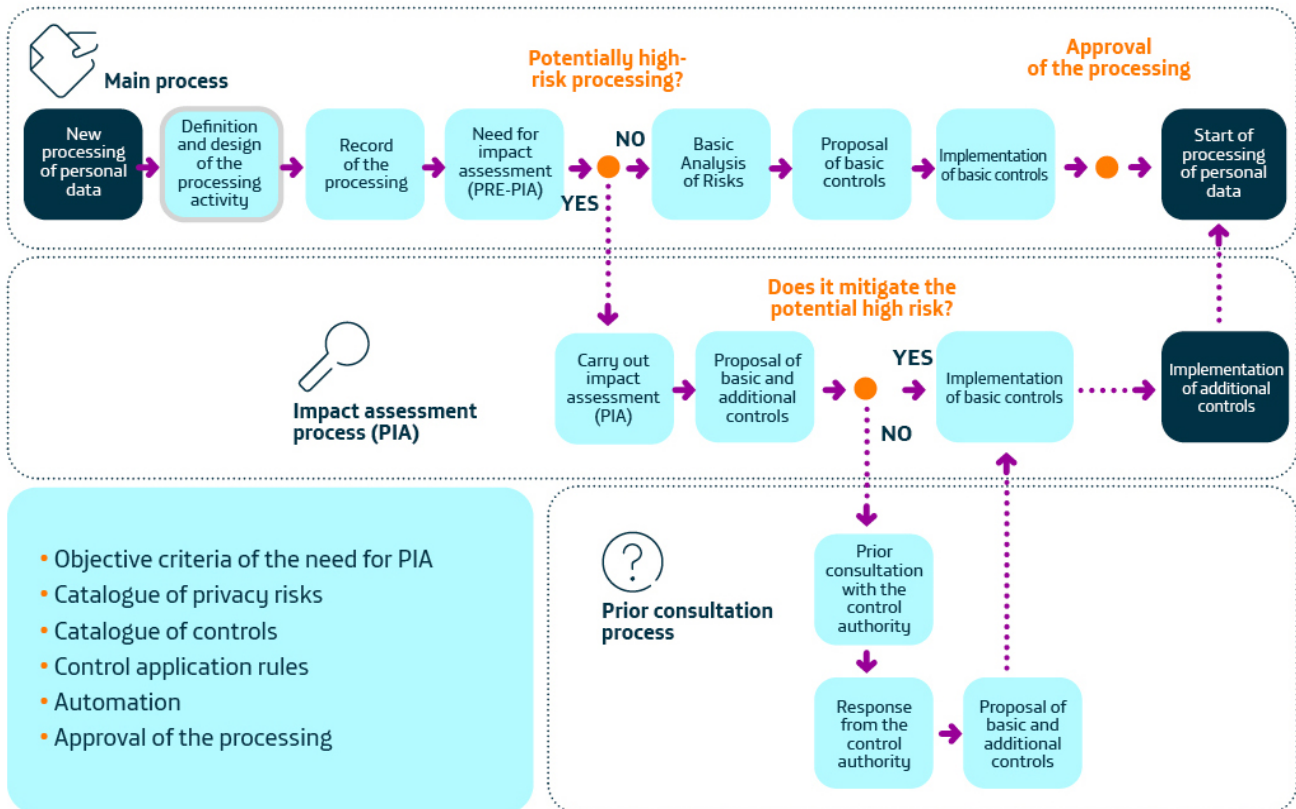 Main process
Potentially high-
risk processing?
Approval
of the processing
New
processing
of personal
data
Definition
and design
of the
processing
activity
Record
of the
processing
Need for
impact
assessment
(PRE-PIA)
NO
YES
Basic
Analysis
of Risks
Proposal
of basic
controls
Implementation
of basic controls
Start of
processing
of personal
data
Impact assessment
process (PIA)
Does it mitigate the
potential high risk?
Carry out
impact
assessment
(PIA)
Proposal of
basic and
additional
controls
YES
NO
Implementation
of basic controls
Implementation
of additional
controls
• Objective criteria of the need for PIA
• Catalogue of privacy risks
• Catalogue of controls
• Control application rules
• Automation
• Approval of the processing
?
Prior consultation
process
Prior
consultation
with the
control
authority
Response
from the
control
authority
Proposal of
basic and
additional
controls